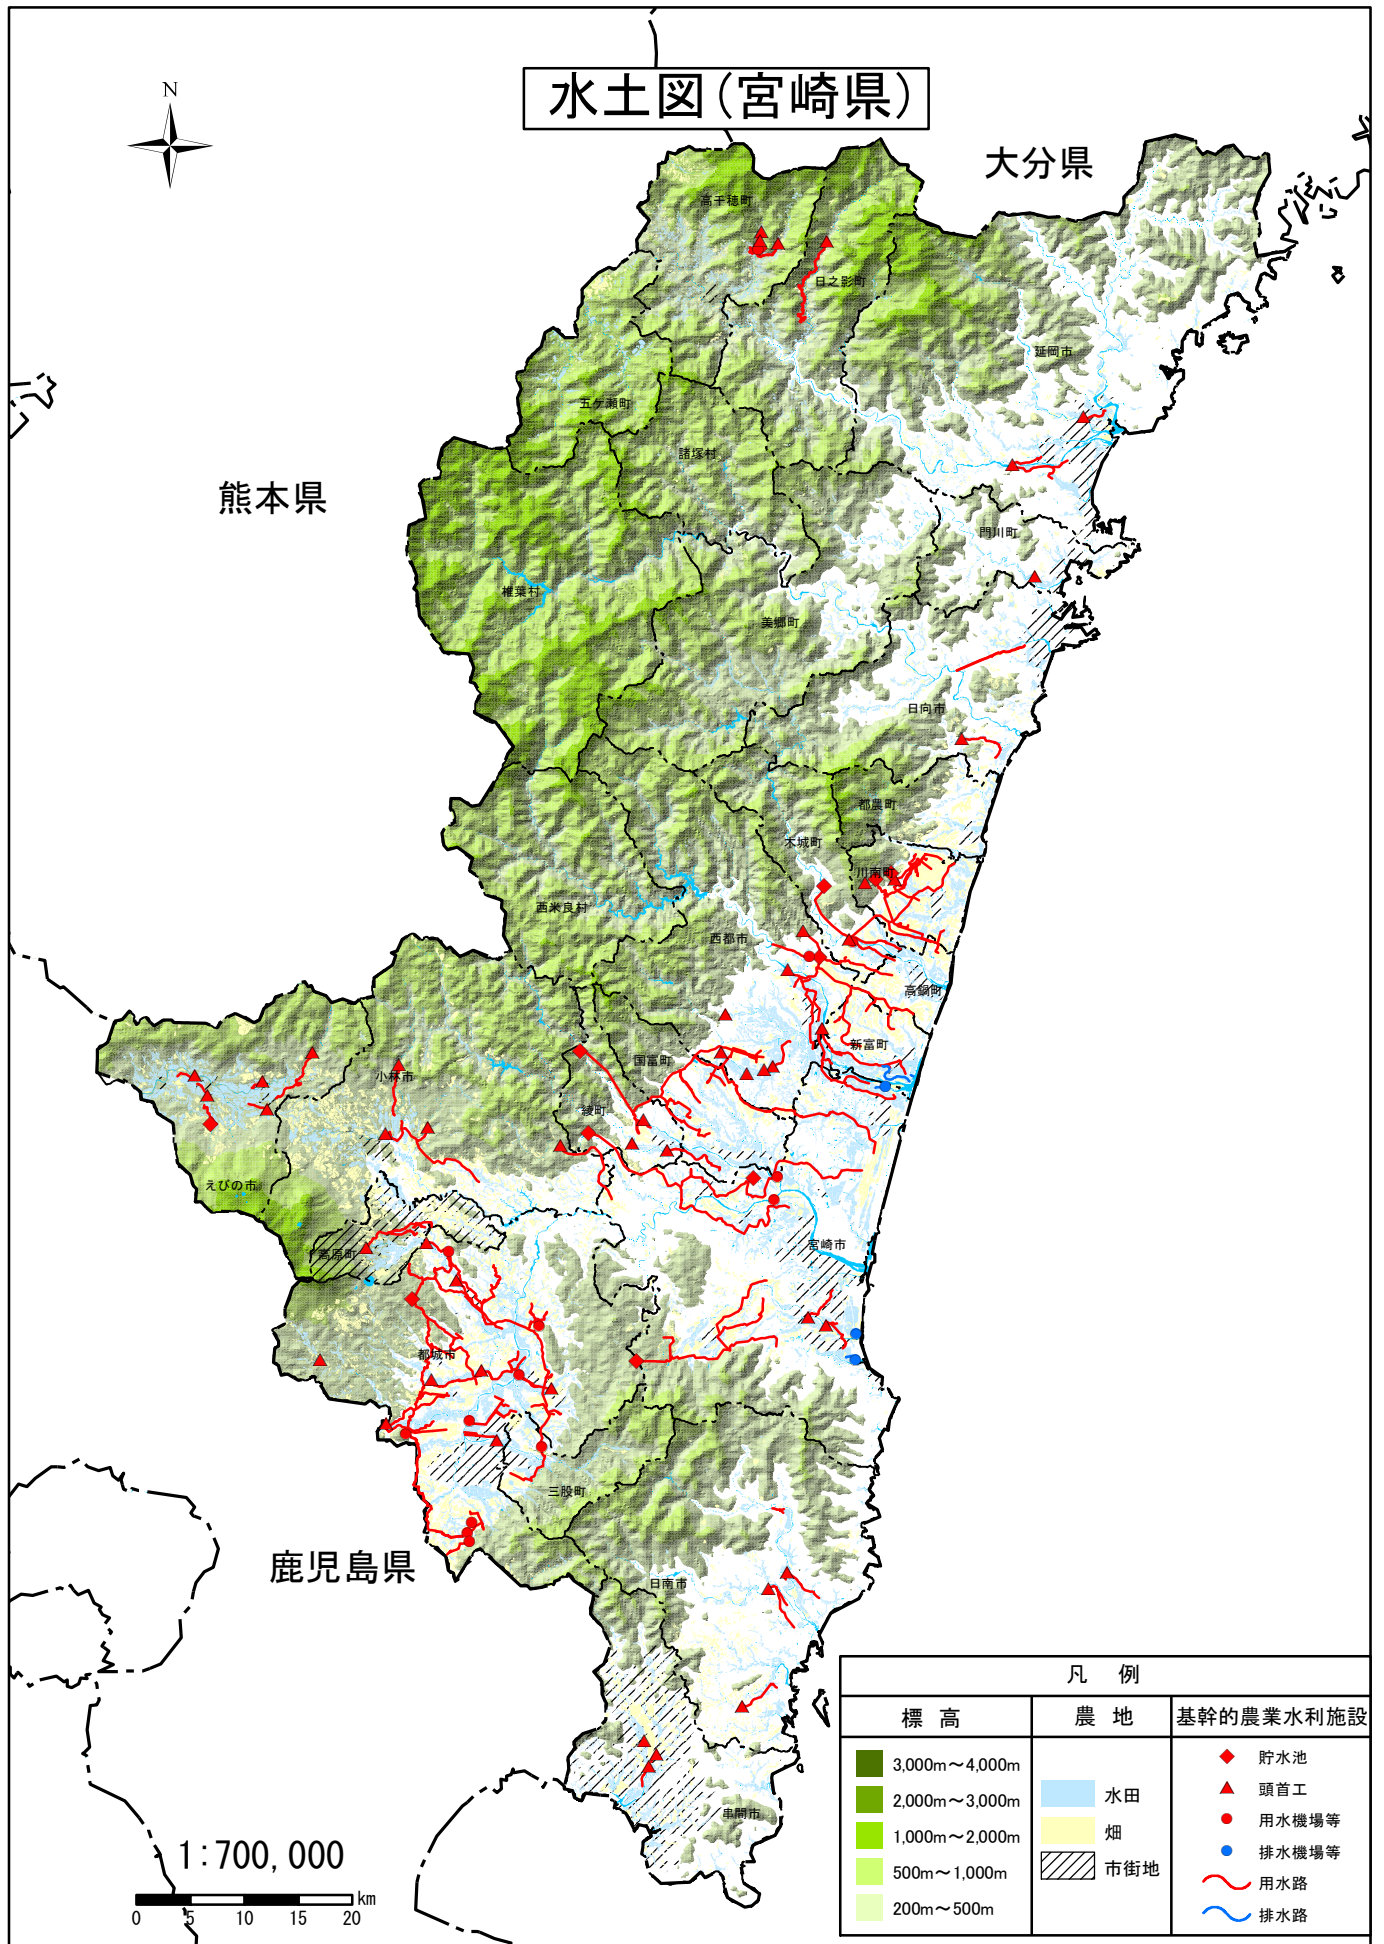 水土図(宮崎県)
N
大分県
高千穂町
日之影町
延岡市
五ケ瀬町
諸塚村
熊本県
門川町
椎葉村
美郷町
日向市
都農町
木城町
川南町
西米良村
西都市
高鍋町
新富町
国富町
小林市
綾町
えびの市
宮崎市
高原町
都城市
三股町
鹿児島県
日南市
串間市
凡 例
標 高
農 地
基幹的農業水利施設
3,000m～4,000m
2,000m～3,000m
1,000m～2,000m
500m～1,000m
200m～500m
水田
畑
市街地
貯水池
頭首工
用水機場等
排水機場等
用水路
排水路
1:700,000
km
0 5 10 15 20